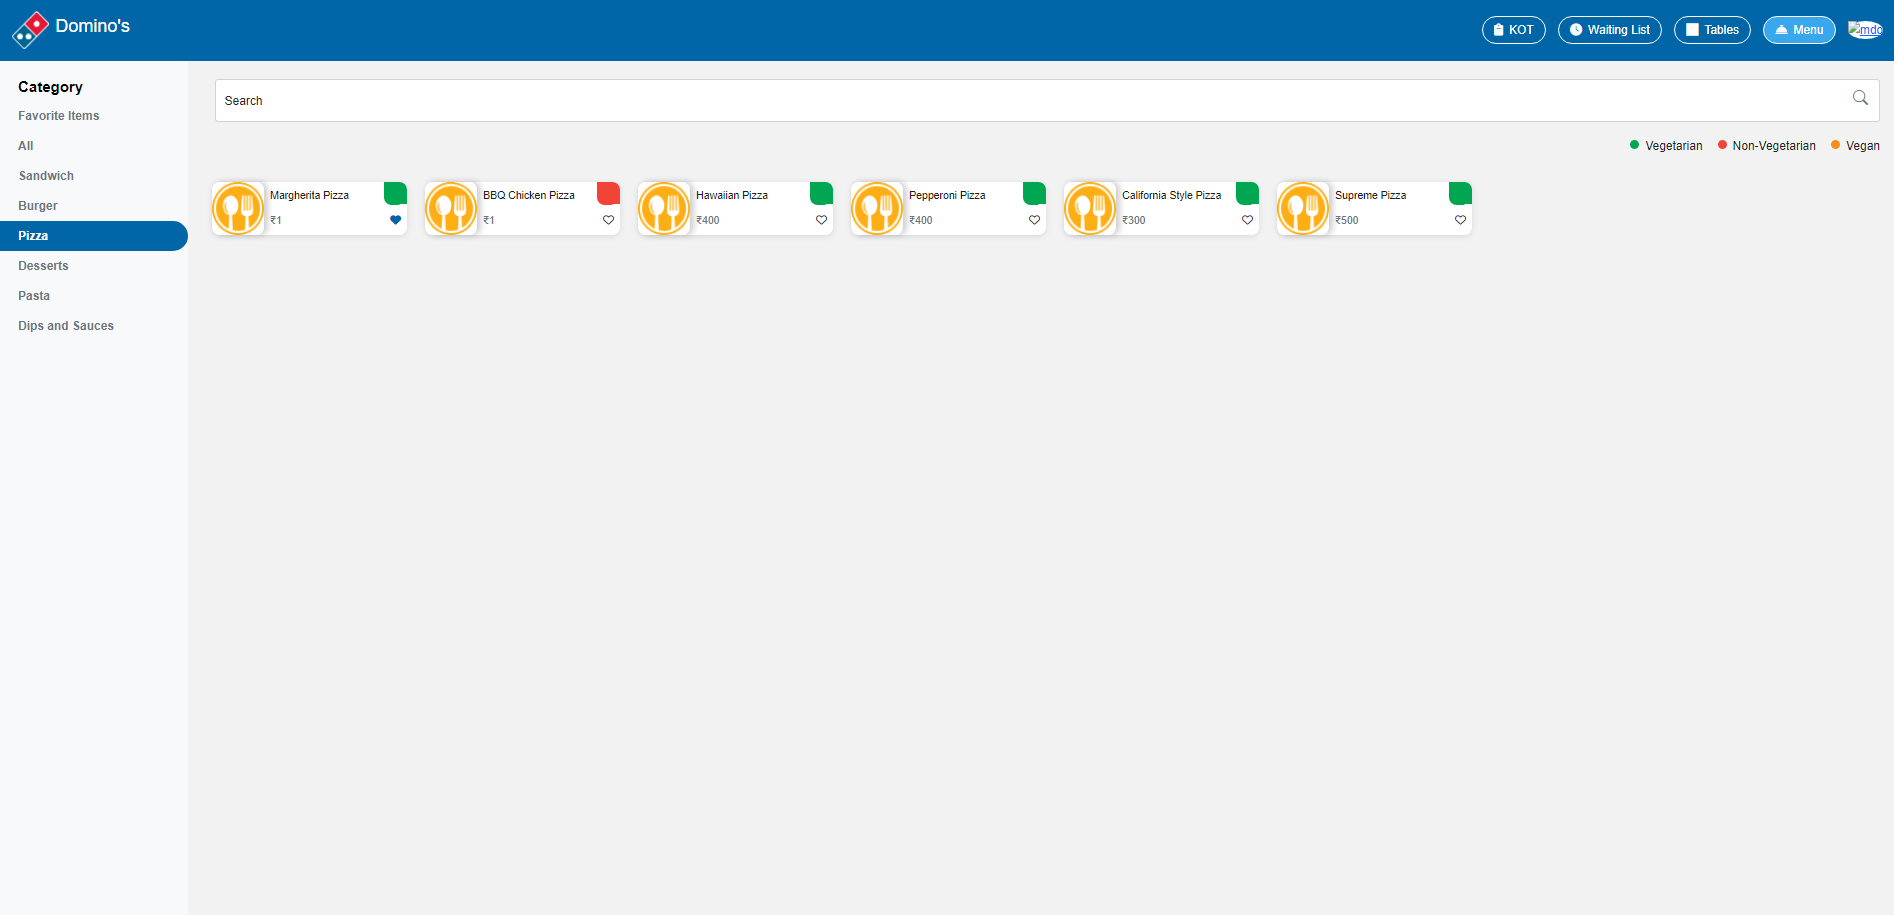 Domino's
KOT
Waiting List
Tables
Menu
Category
Favorite Items
All
Sandwich
Burger
Pizza
Desserts
Pasta
Dips and Sauces
Search
Vegetarian
Non-Vegetarian
Vegan
Margherita Pizza
₹1
BBQ Chicken Pizza
₹1
Hawaiian Pizza
₹400
Pepperoni Pizza
₹400
California Style Pizza
₹300
Supreme Pizza
₹500